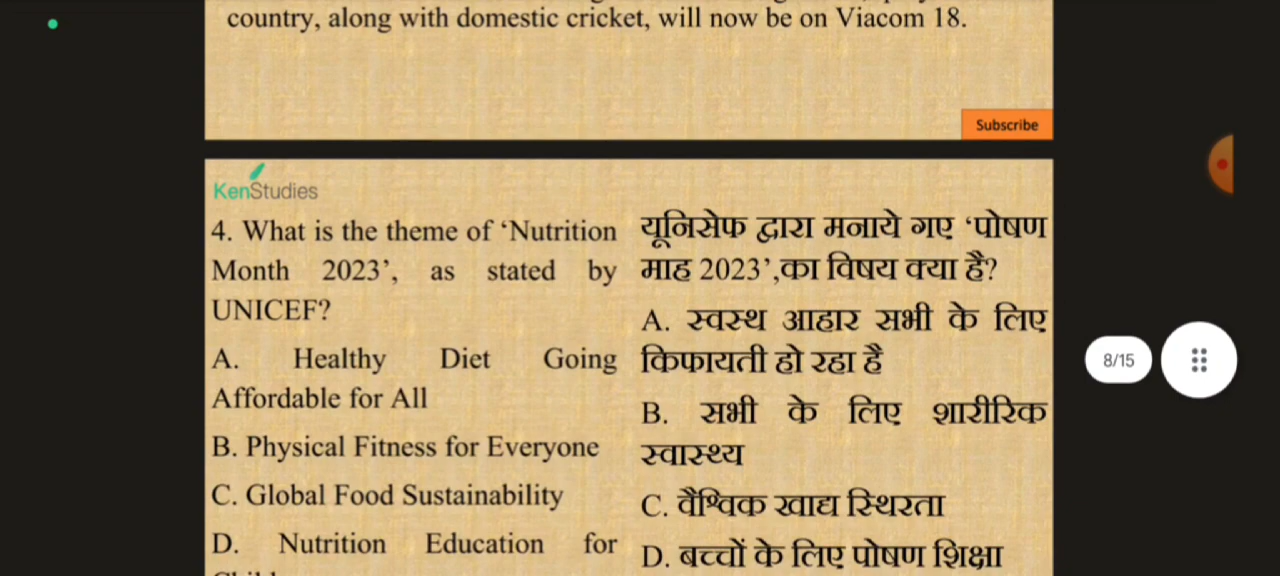 country, along with domestic cricket, will now be on Viacom 18.
Subscribe
KenStudies
4. What is the theme of ‘Nutrition
Month 2023’, as stated by
UNICEF?
A. Healthy Diet Going
Affordable for All
B. Physical Fitness for Everyone
C. Global Food Sustainability
D. Nutrition Education for
यूनिसेफ द्वारा मनाये गए ‘पोषण
माह 2023’,का विषय क्या है?
A. स्वस्थ आहार सभी के लिए
किफायती हो रहा है
B. सभी के लिए शारीरिक
स्वास्थ्य
C. वैश्विक खाद्य स्थिरता
D. बच्चों के लिए पोषण शिक्षा
8/15